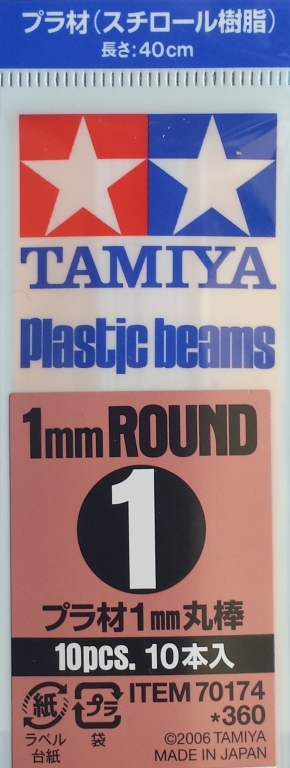 プラ材(スチロール樹脂)
長さ:40cm
TAMIYA
Plastic beams
1mm ROUND
1
プラ材1mm丸棒
10pcs. 10本入
紙 プラ ITEM 70174
*360
ラベル 袋
台紙
©2006 TAMIYA
MADE IN JAPAN